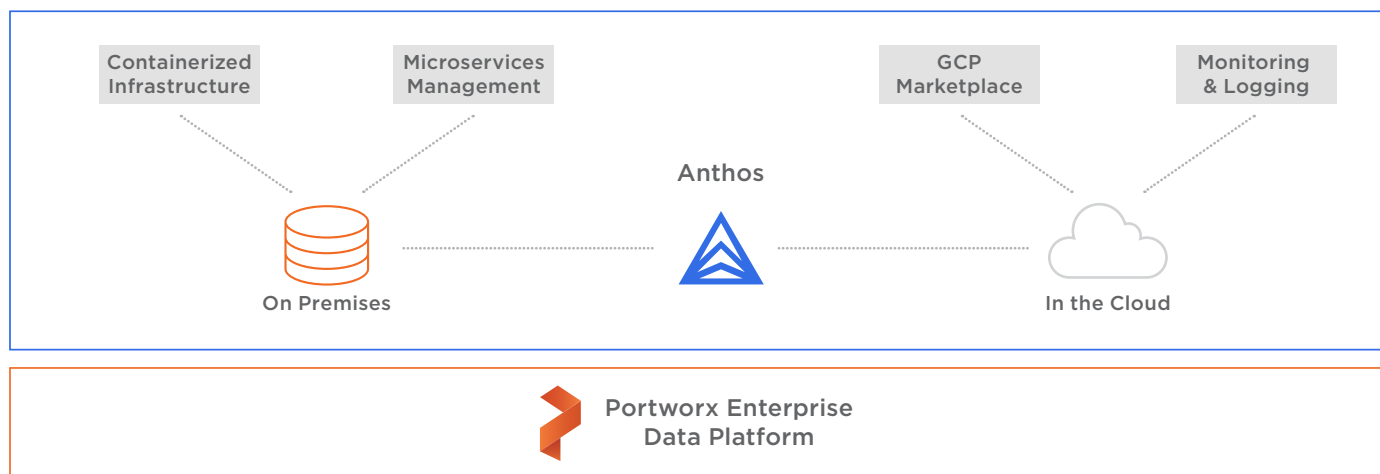 Containerized
Infrastructure
Microservices
Management
GCP
Marketplace
Monitoring
& Logging
Anthos
On Premises
In the Cloud
Portworx Enterprise
Data Platform